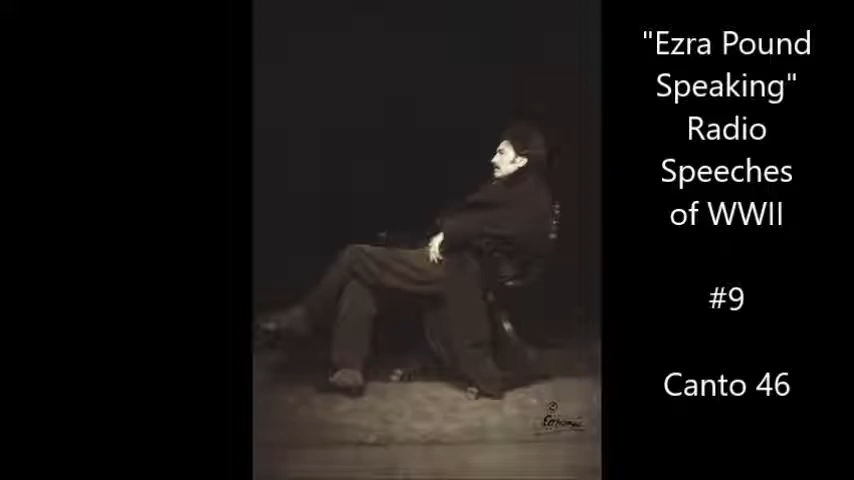 "Ezra Pound
Speaking"
Radio
Speeches
of WWII
#9
Canto 46